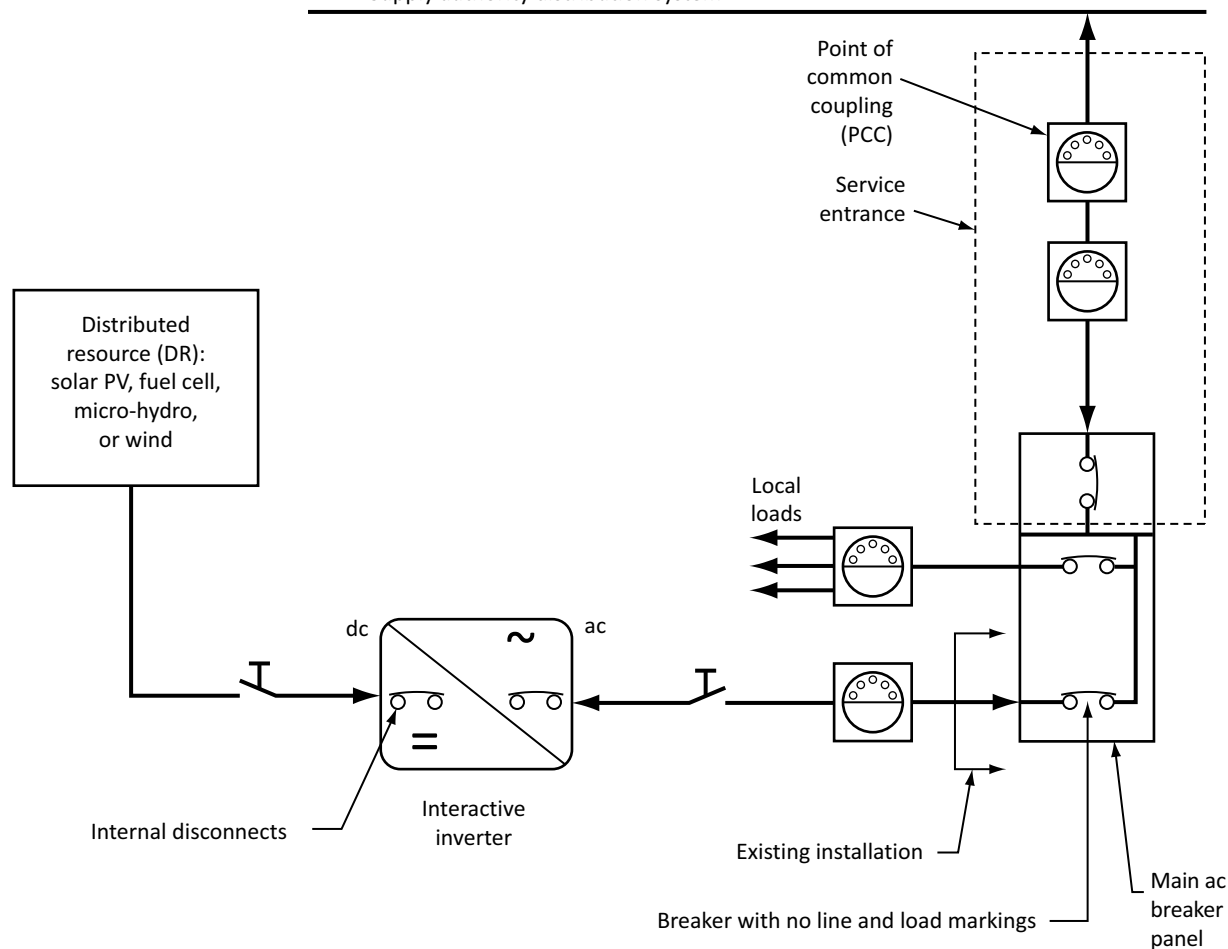 Point of
common
coupling
(PCC)
Service
entrance
Distributed
resource (DR):
solar PV, fuel cell,
micro-hydro,
or wind
Local
loads
dc
~
ac
=
Internal disconnects
Interactive
inverter
Existing installation
Breaker with no line and load markings
Main ac
breaker
panel